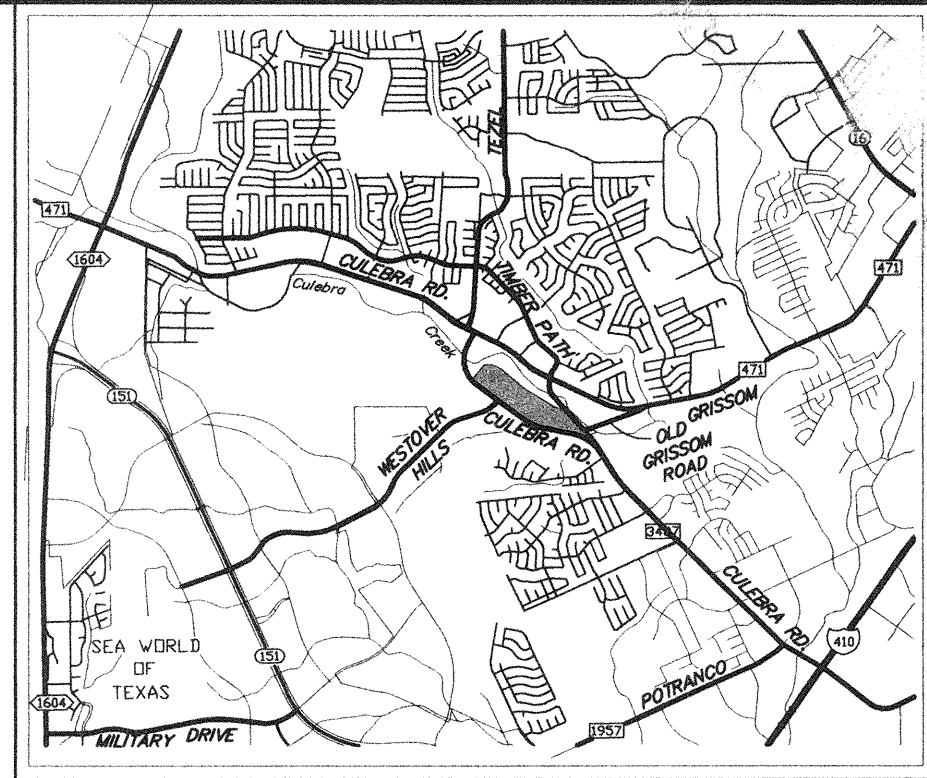 TEZEL
16
471
1604
CULEBRA RD.
Culebra
TIMBER PATH
471
Creek
151
471
OLD GRISSOM
GRISSOM
ROAD
WESTOVER
HILLS
CULEBRA RD.
CULEBRA RD.
410
SEA WORLD
OF
TEXAS
151
POTRANCO
1604
MILITARY DRIVE
1957